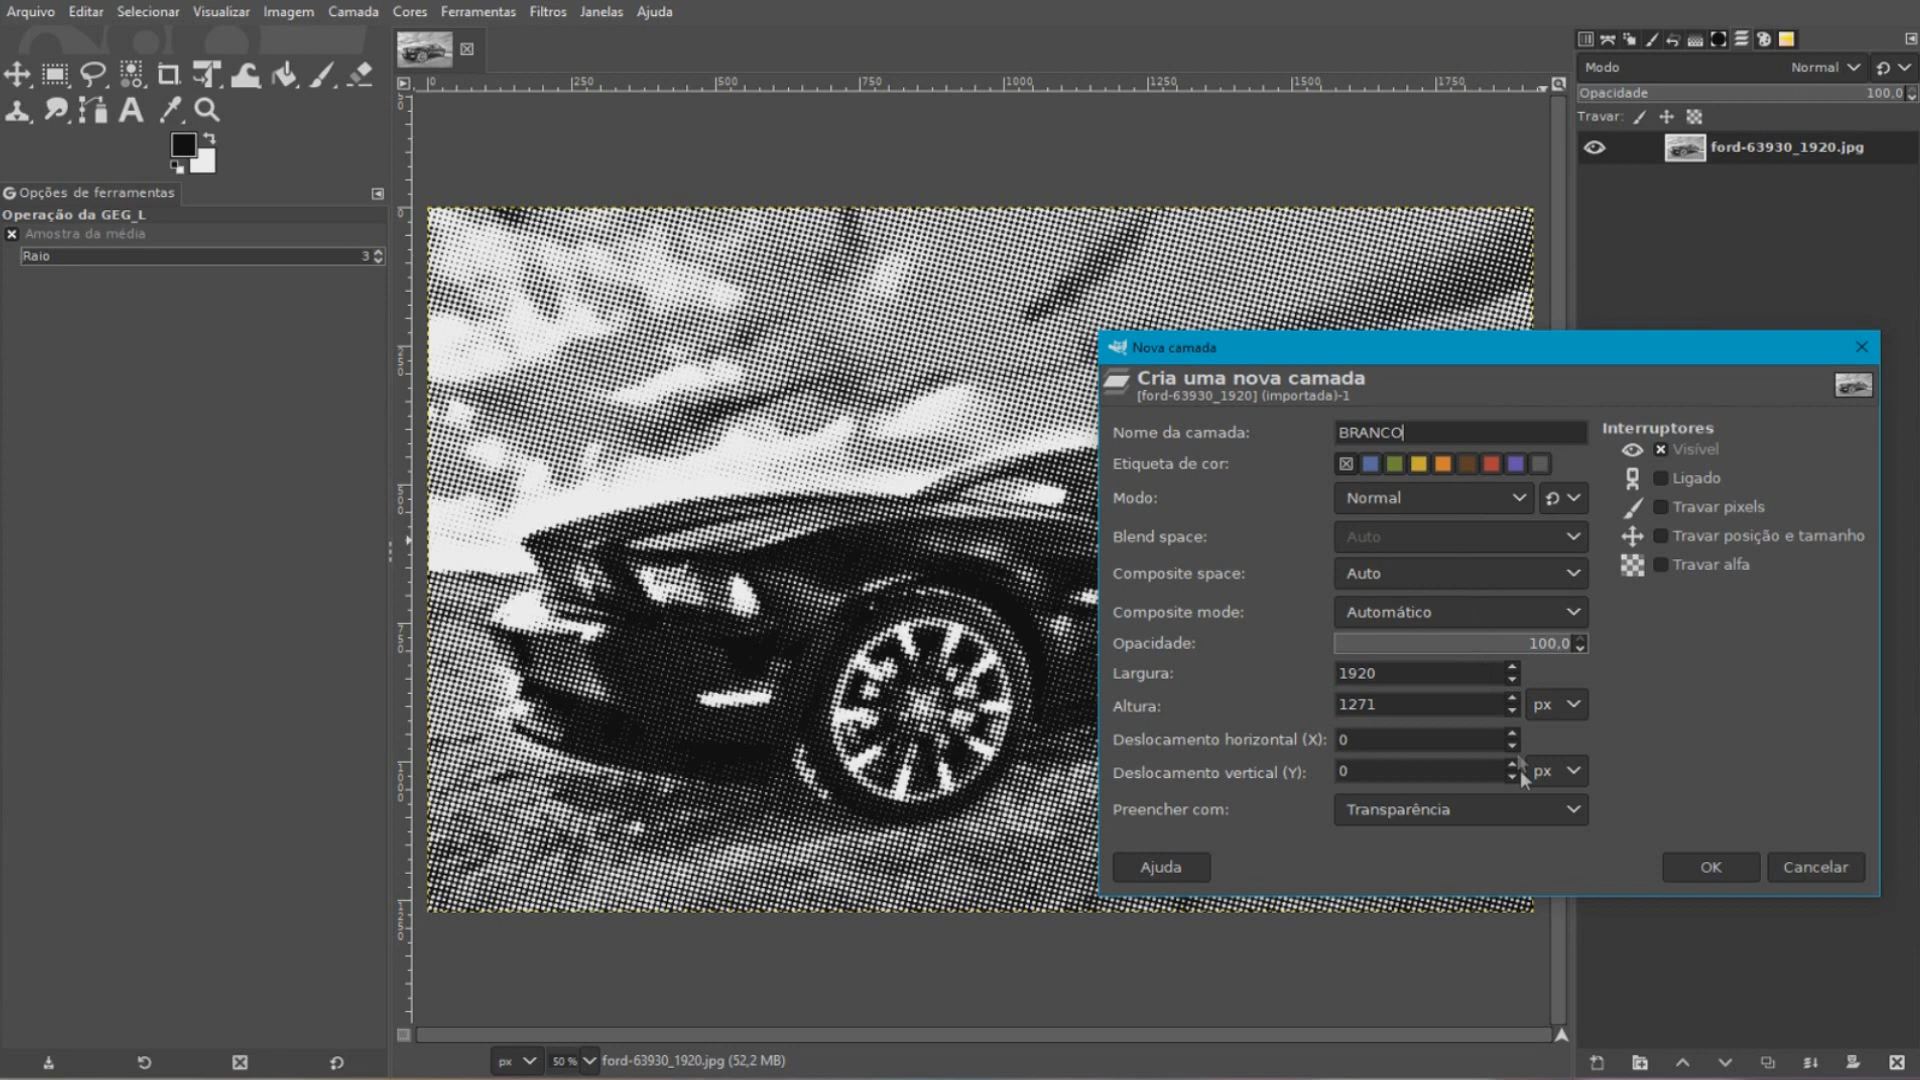 Arquivo Editar Selecionar Visualizar Imagem Camada Cores Ferramentas Filtros Janelas Ajuda
0 250 500 750 1000 1250 1500 1750
Opções de ferramentas
Operação da GEG_L
Amostra da média
Raio 3
Modo Normal
Opacidade 100,0
Travar:
ford-63930_1920.jpg
Nova camada
Cria uma nova camada
[ford-63930_1920] (importada)-1
Nome da camada: BRANCO
Etiqueta de cor:
Modo: Normal
Blend space: Auto
Composite space: Auto
Composite mode: Automático
Opacidade: 100,0
Largura: 1920
Altura: 1271 px
Deslocamento horizontal (X): 0
Deslocamento vertical (Y): 0 px
Preencher com: Transparência
Interruptores
Visível
Ligado
Travar pixels
Travar posição e tamanho
Travar alfa
Ajuda OK Cancelar
px 50 % ford-63930_1920.jpg (52,2 MB)